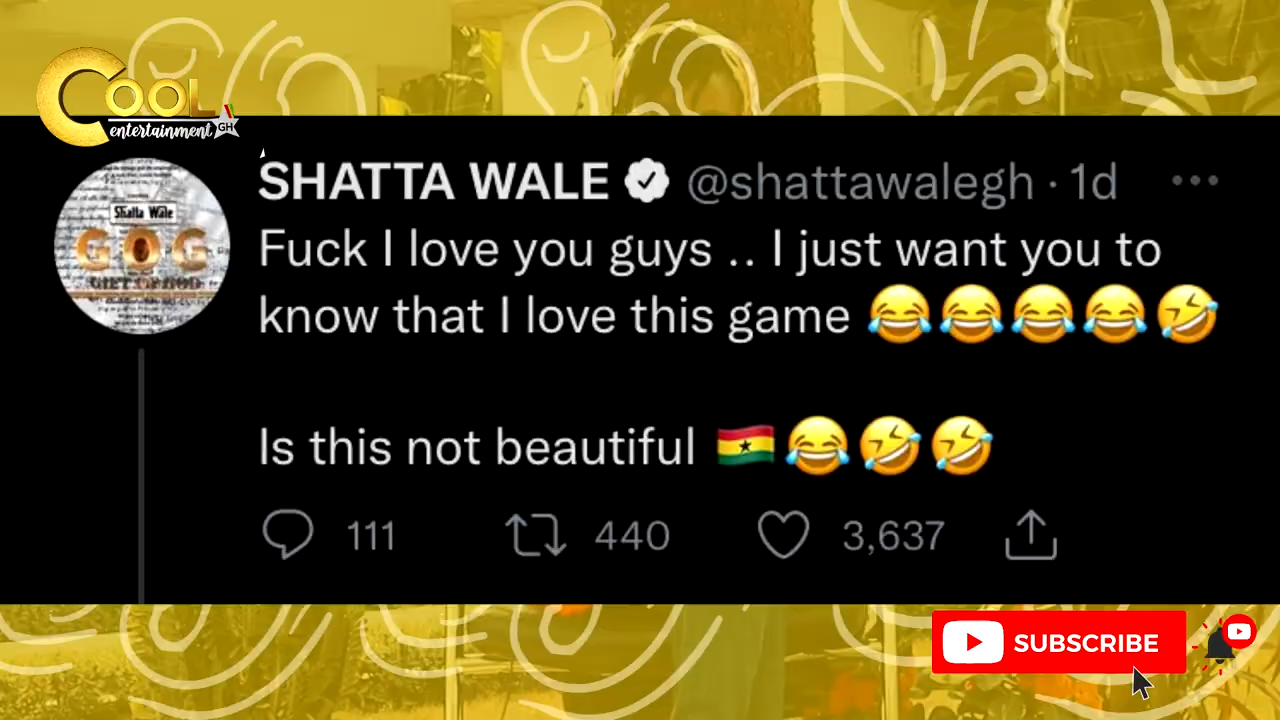 COOL
entertainment GH
SHATTA WALE @shattawalegh · 1d
Shatta Wale
GOG
GIFT OF GOD
Fuck I love you guys .. I just want you to
know that I love this game 😂😂😂😂🤣
Is this not beautiful 🇬🇭😂🤣🤣
111 440 3,637
SUBSCRIBE